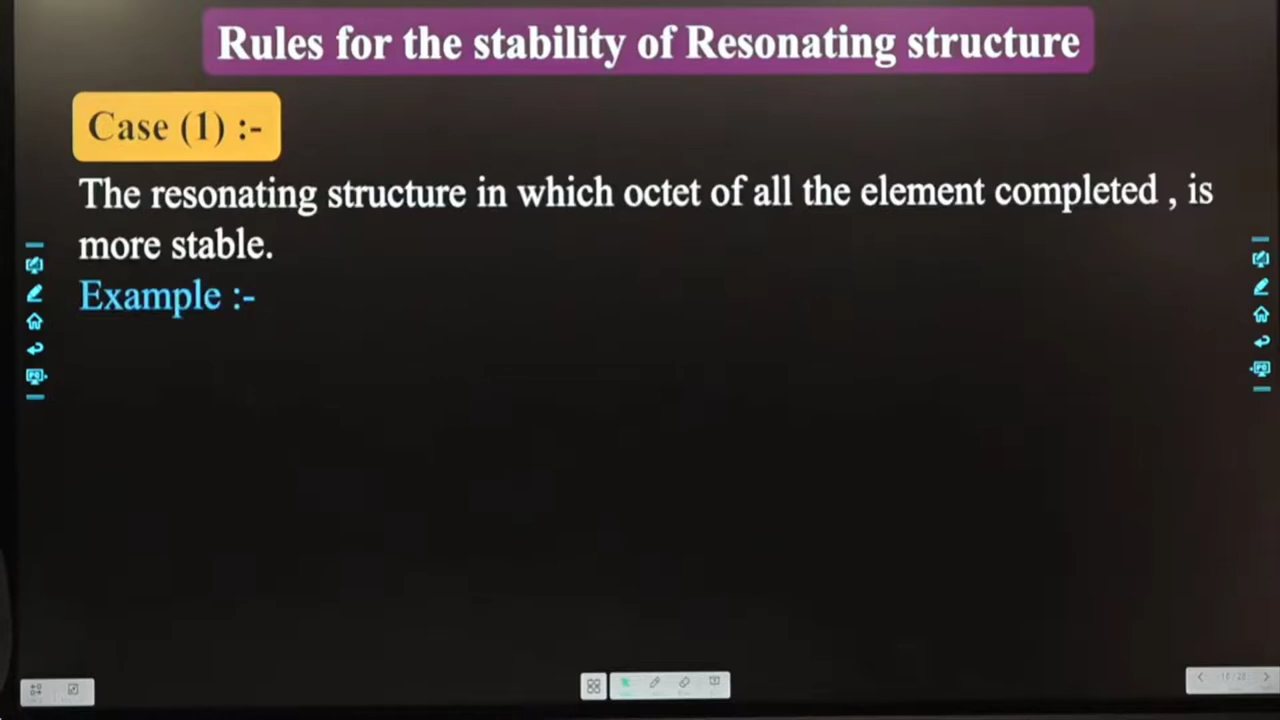 Rules for the stability of Resonating structure
Case (1) :-
The resonating structure in which octet of all the element completed , is
more stable.
Example :-